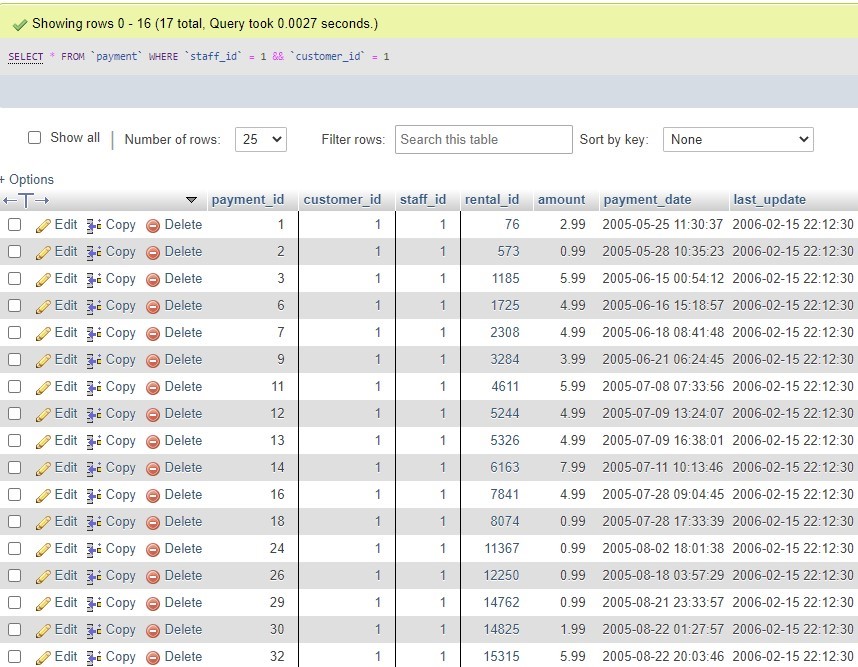 Showing rows 0 - 16 (17 total, Query took 0.0027 seconds.)
SELECT * FROM `payment` WHERE `staff_id` = 1 && `customer_id` = 1
Show all | Number of rows: 25 Filter rows: Search this table Sort by key: None
+ Options
←T→ payment_id customer_id staff_id rental_id amount payment_date last_update
Edit Copy Delete 1 1 1 76 2.99 2005-05-25 11:30:37 2006-02-15 22:12:30
Edit Copy Delete 2 1 1 573 0.99 2005-05-28 10:35:23 2006-02-15 22:12:30
Edit Copy Delete 3 1 1 1185 5.99 2005-06-15 00:54:12 2006-02-15 22:12:30
Edit Copy Delete 6 1 1 1725 4.99 2005-06-16 15:18:57 2006-02-15 22:12:30
Edit Copy Delete 7 1 1 2308 4.99 2005-06-18 08:41:48 2006-02-15 22:12:30
Edit Copy Delete 9 1 1 3284 3.99 2005-06-21 06:24:45 2006-02-15 22:12:30
Edit Copy Delete 11 1 1 4611 5.99 2005-07-08 07:33:56 2006-02-15 22:12:30
Edit Copy Delete 12 1 1 5244 4.99 2005-07-09 13:24:07 2006-02-15 22:12:30
Edit Copy Delete 13 1 1 5326 4.99 2005-07-09 16:38:01 2006-02-15 22:12:30
Edit Copy Delete 14 1 1 6163 7.99 2005-07-11 10:13:46 2006-02-15 22:12:30
Edit Copy Delete 16 1 1 7841 4.99 2005-07-28 09:04:45 2006-02-15 22:12:30
Edit Copy Delete 18 1 1 8074 0.99 2005-07-28 17:33:39 2006-02-15 22:12:30
Edit Copy Delete 24 1 1 11367 0.99 2005-08-02 18:01:38 2006-02-15 22:12:30
Edit Copy Delete 26 1 1 12250 0.99 2005-08-18 03:57:29 2006-02-15 22:12:30
Edit Copy Delete 29 1 1 14762 0.99 2005-08-21 23:33:57 2006-02-15 22:12:30
Edit Copy Delete 30 1 1 14825 1.99 2005-08-22 01:27:57 2006-02-15 22:12:30
Edit Copy Delete 32 1 1 15315 5.99 2005-08-22 20:03:46 2006-02-15 22:12:30